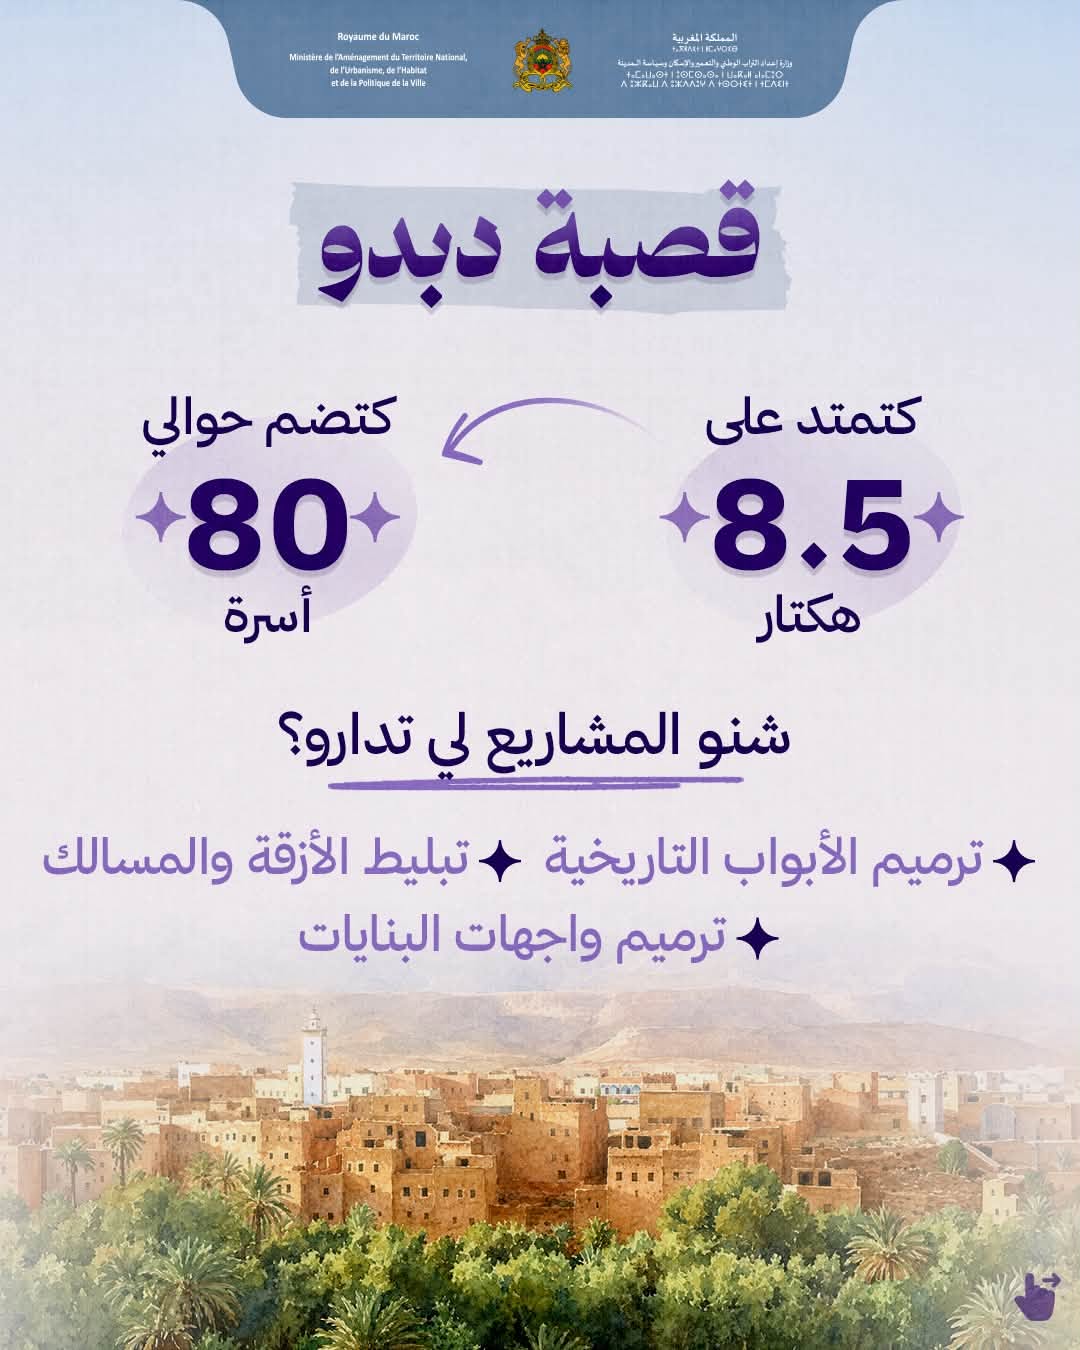 Royaume du Maroc
Ministère de l'Aménagement du Territoire National,
de l'Urbanisme, de l'Habitat
et de la Politique de la Ville
المملكة المغربية
ⵜⴰⴳⵍⴷⵉⵜ ⵏ ⵍⵎⵖⵔⵉⴱ
وزارة إعداد التراب الوطني والتعمير والإسكان وسياسة المدينة
قصبة دبدو
كتمتد على
8.5
هكتار
كتضم حوالي
80
أسرة
شنو المشاريع لي تدارو؟
ترميم الأبواب التاريخية
تبليط الأزقة والمسالك
ترميم واجهات البنايات